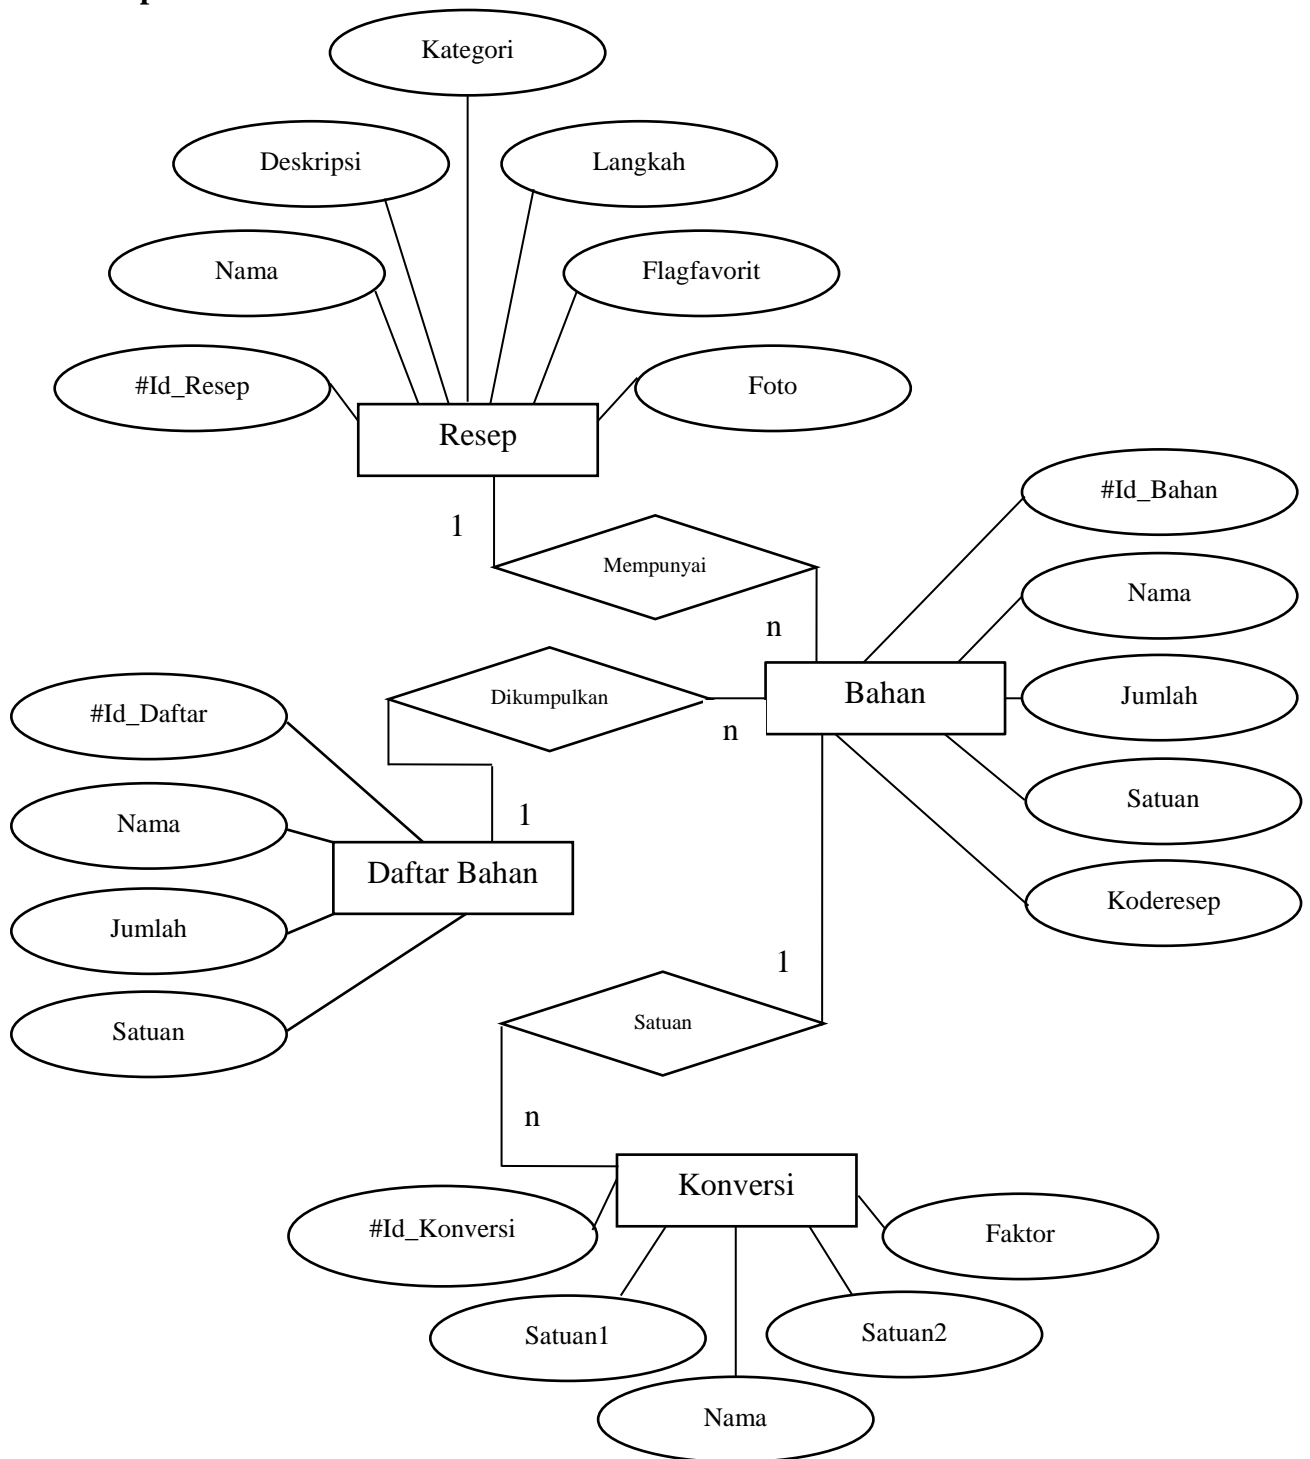 Kategori
Deskripsi
Langkah
Nama
Flagfavorit
#Id_Resep
Foto
Resep
#Id_Bahan
1
Mempunyai
Nama
n
Dikumpulkan
Bahan
Jumlah
#Id_Daftar
n
Satuan
1
Nama
Daftar Bahan
Koderesep
Jumlah
1
Satuan
Satuan
n
Konversi
#Id_Konversi
Faktor
Satuan1
Satuan2
Nama